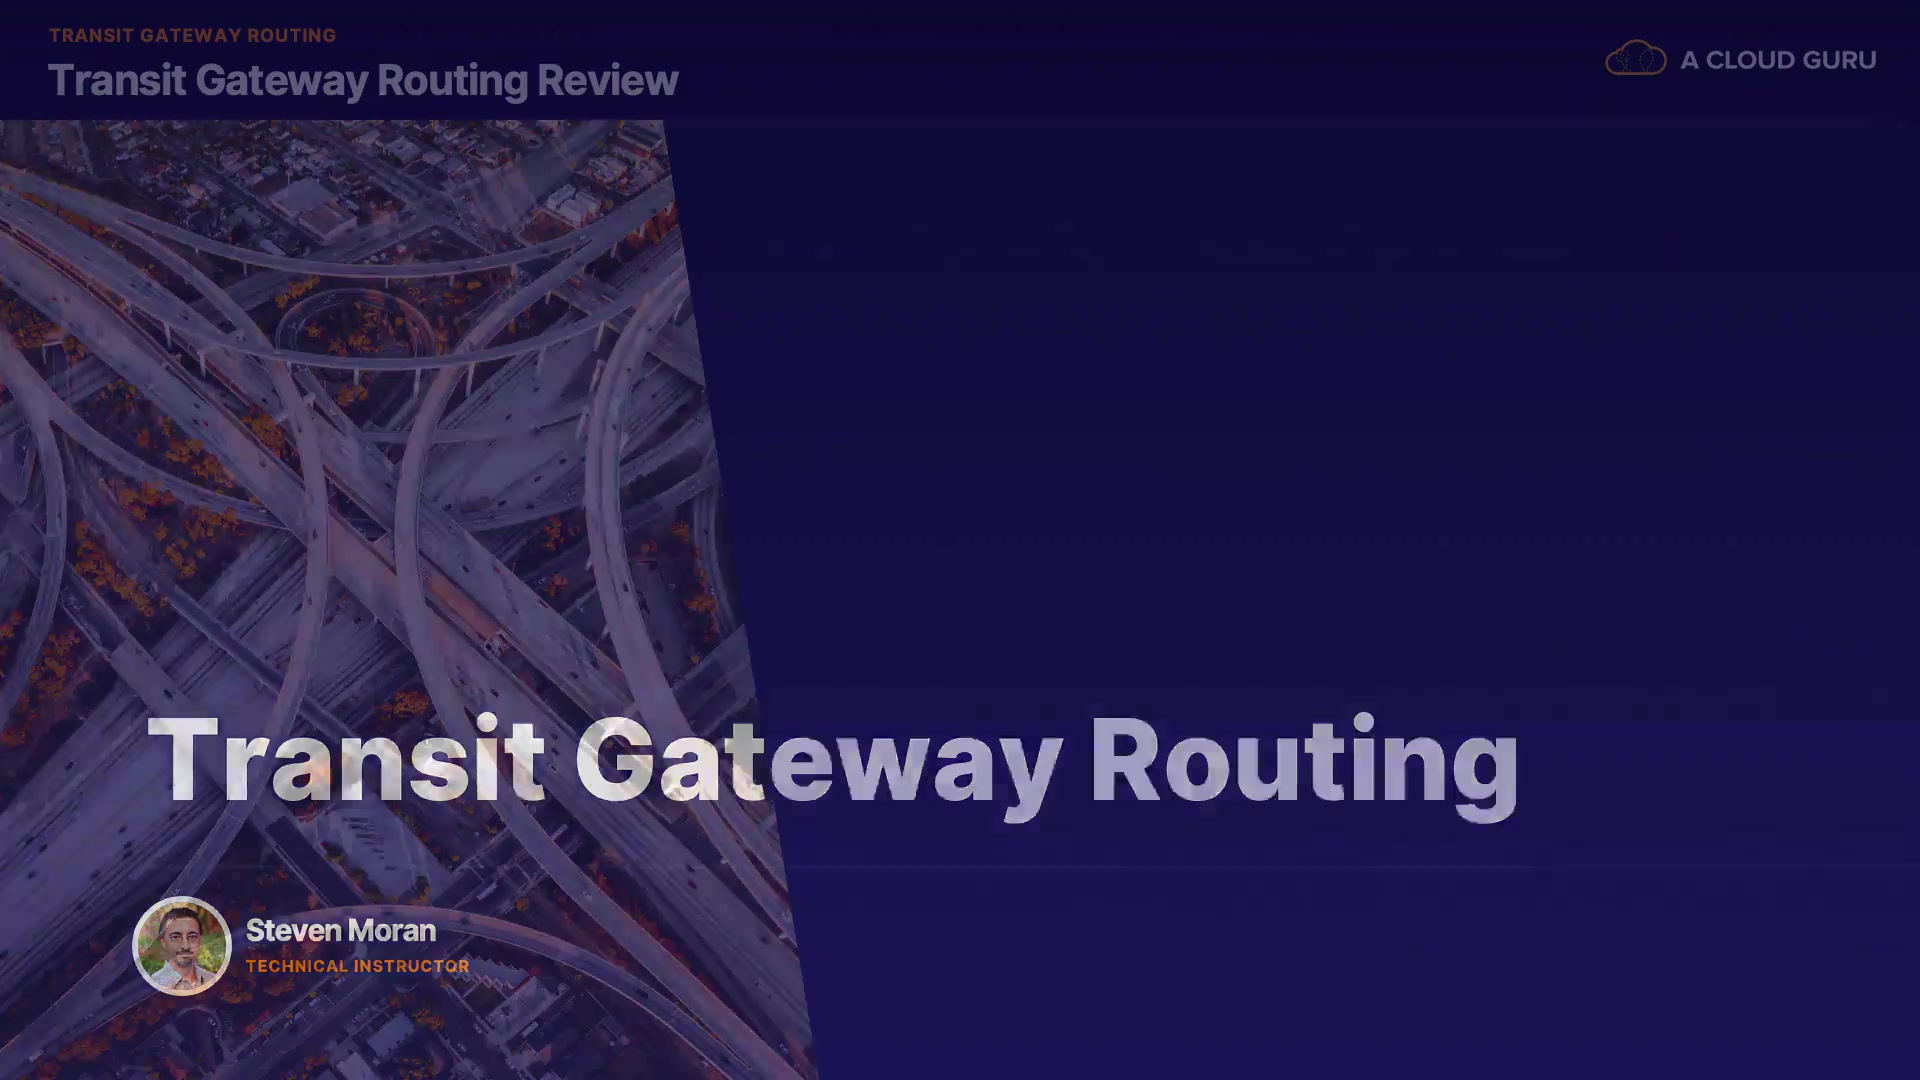 TRANSIT GATEWAY ROUTING
Transit Gateway Routing Review
A CLOUD GURU
Transit Gateway Routing
Steven Moran
TECHNICAL INSTRUCTOR